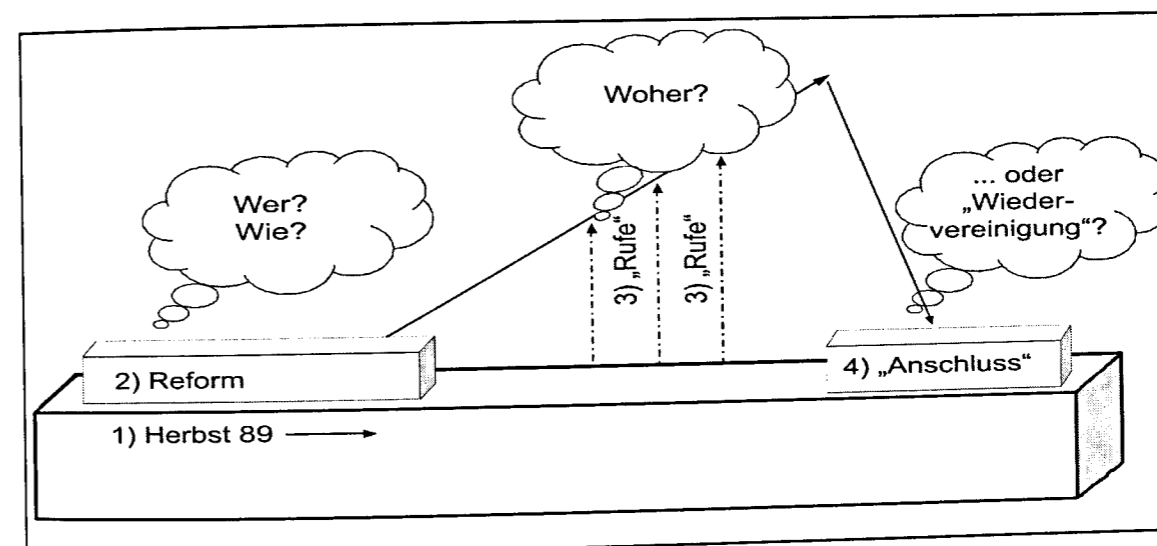 Woher?
Wer?
Wie?
... oder
„Wieder-
vereinigung“?
3) „Rufe“
3) „Rufe“
2) Reform
4) „Anschluss“
1) Herbst 89